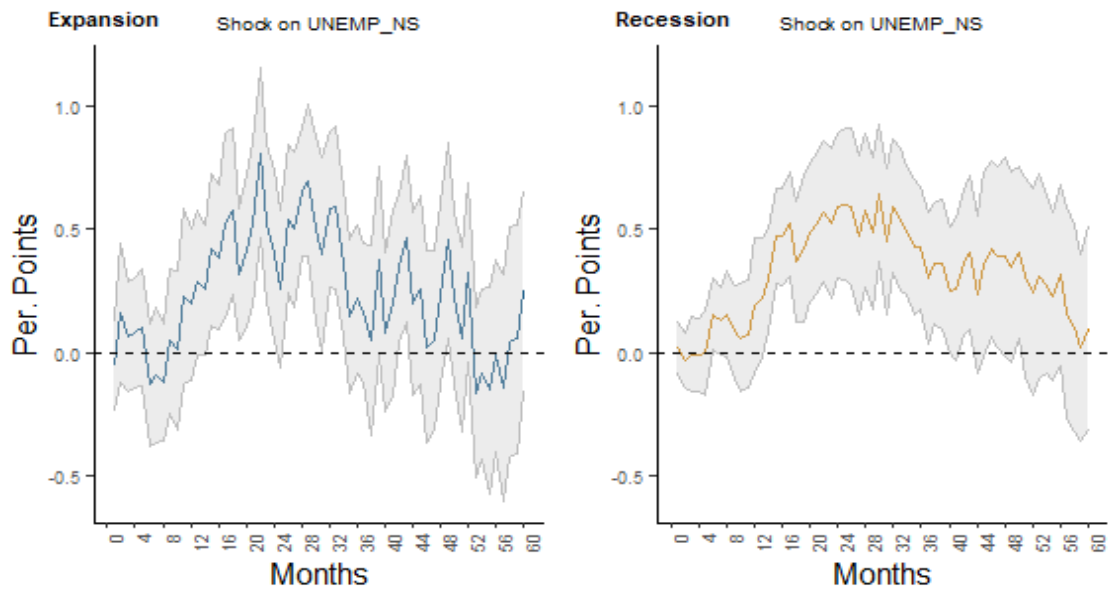 Expansion Shock on UNEMP_NS
Per. Points
1.0
0.5
0.0
-0.5
0 4 8 12 16 20 24 28 32 36 40 44 48 52 56 60
Months
Recession Shock on UNEMP_NS
Per. Points
1.0
0.5
0.0
-0.5
0 4 8 12 16 20 24 28 32 36 40 44 48 52 56 60
Months